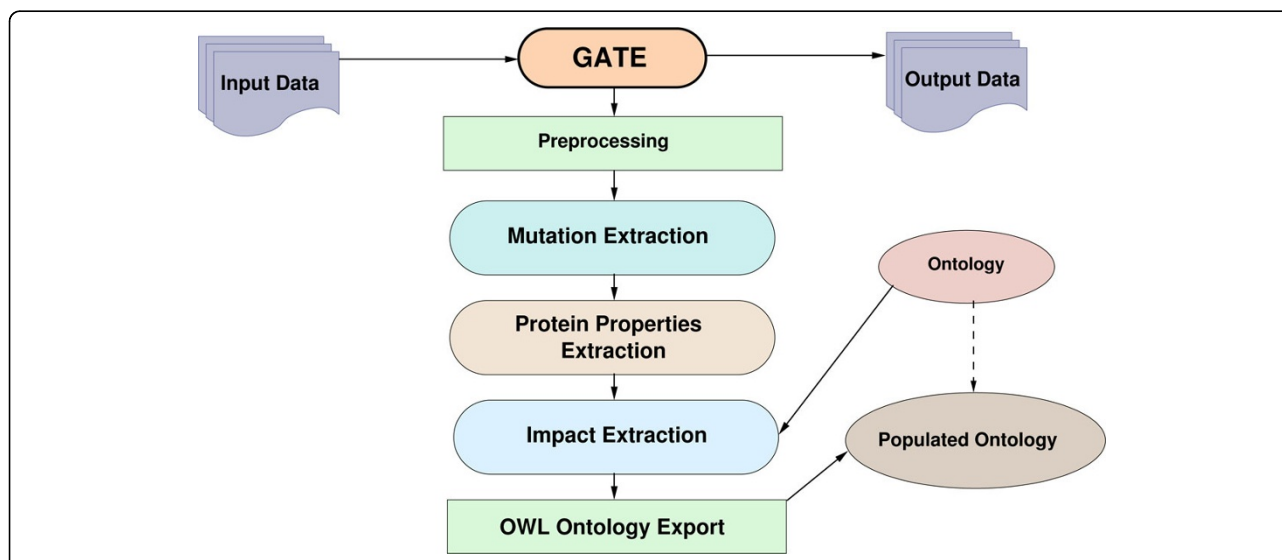 Input Data
GATE
Output Data
Preprocessing
Mutation Extraction
Ontology
Protein Properties
Extraction
Impact Extraction
Populated Ontology
OWL Ontology Export